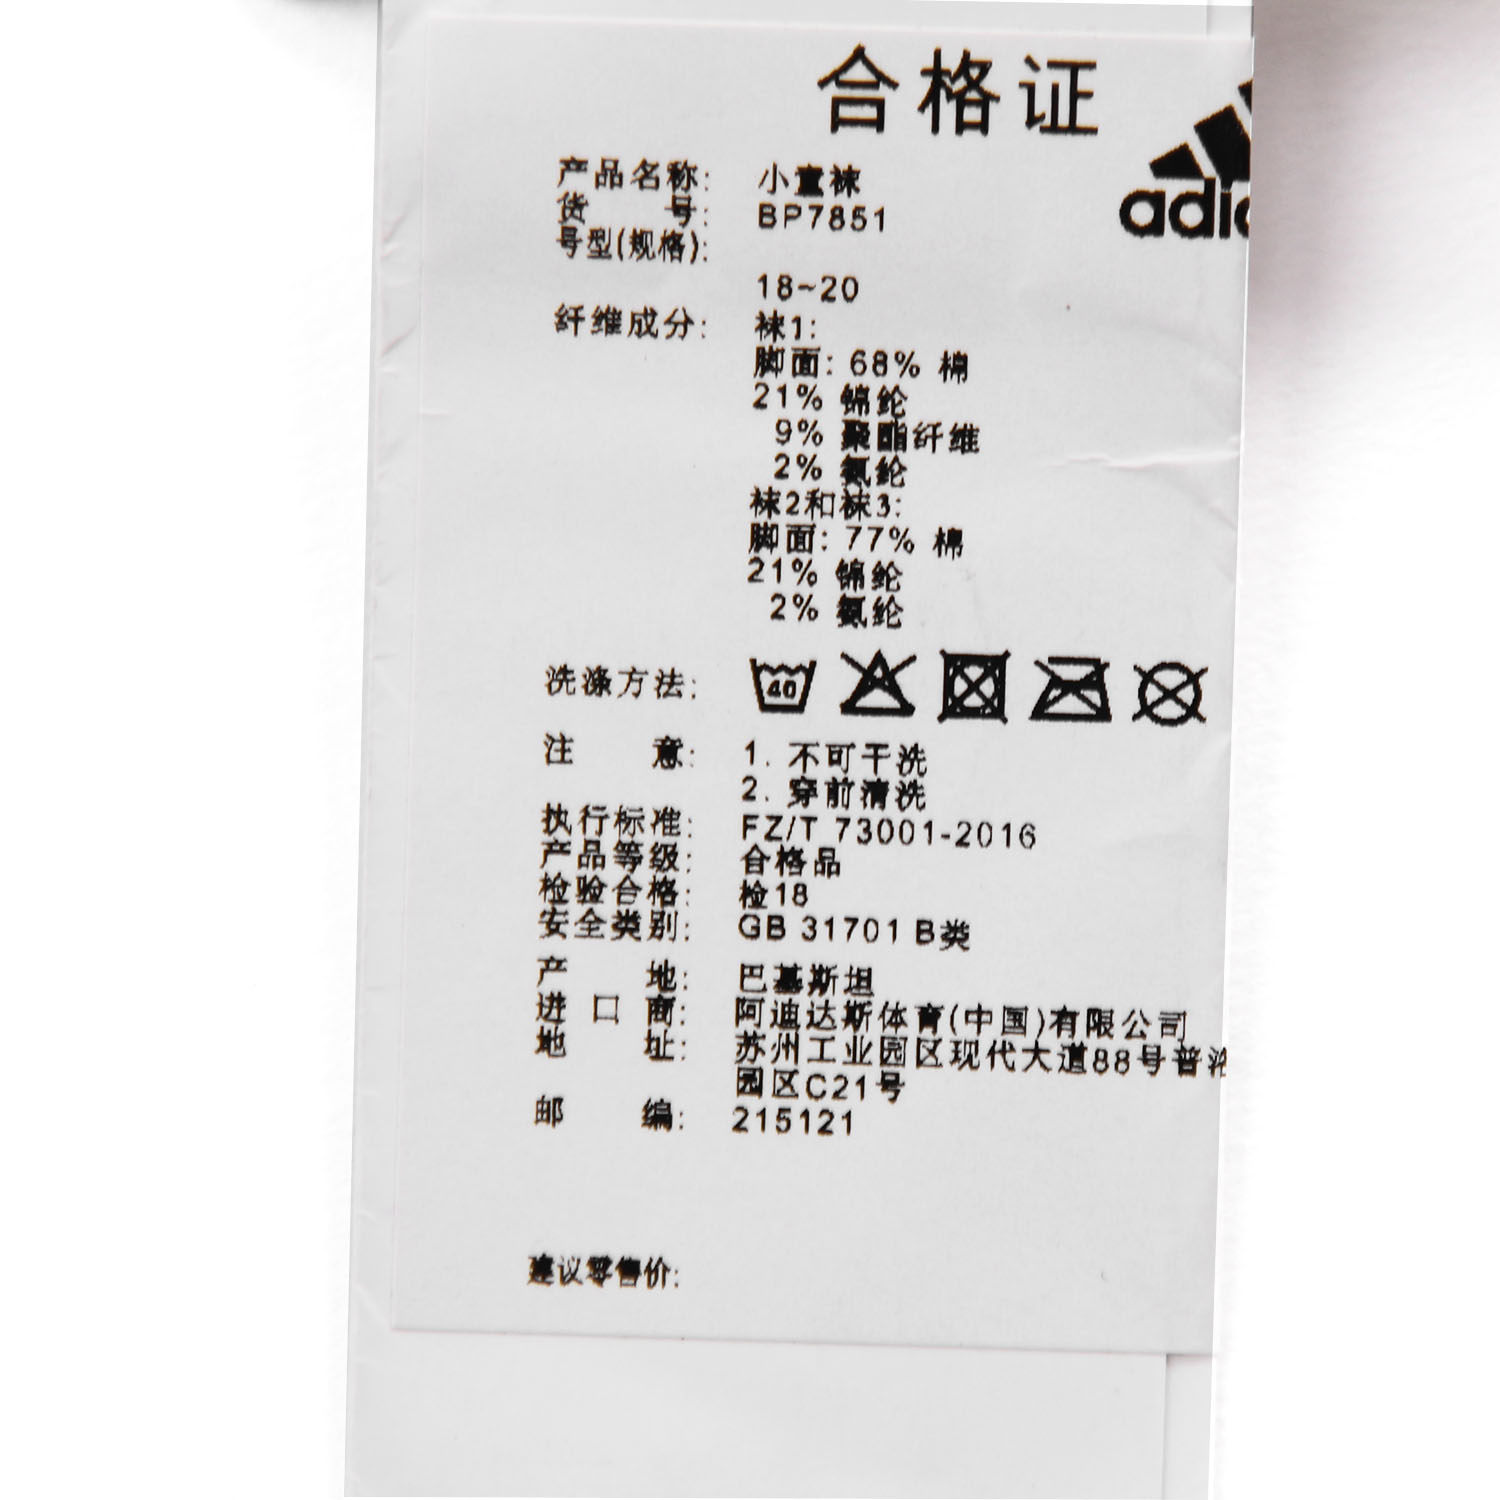 合格证
adidas
产品名称: 小童袜
货 号: BP7851
号型(规格):
18~20
纤维成分: 袜1:
脚面: 68% 棉
21% 锦纶
9% 聚酯纤维
2% 氨纶
袜2和袜3:
脚面: 77% 棉
21% 锦纶
2% 氨纶
洗涤方法: 40
注 意: 1. 不可干洗
2. 穿前清洗
执行标准: FZ/T 73001-2016
产品等级: 合格品
检验合格: 检18
安全类别: GB 31701 B类
产 地: 巴基斯坦
进 口 商: 阿迪达斯体育(中国)有限公司
地 址: 苏州工业园区现代大道88号普
园区C21号
邮 编: 215121
建议零售价: